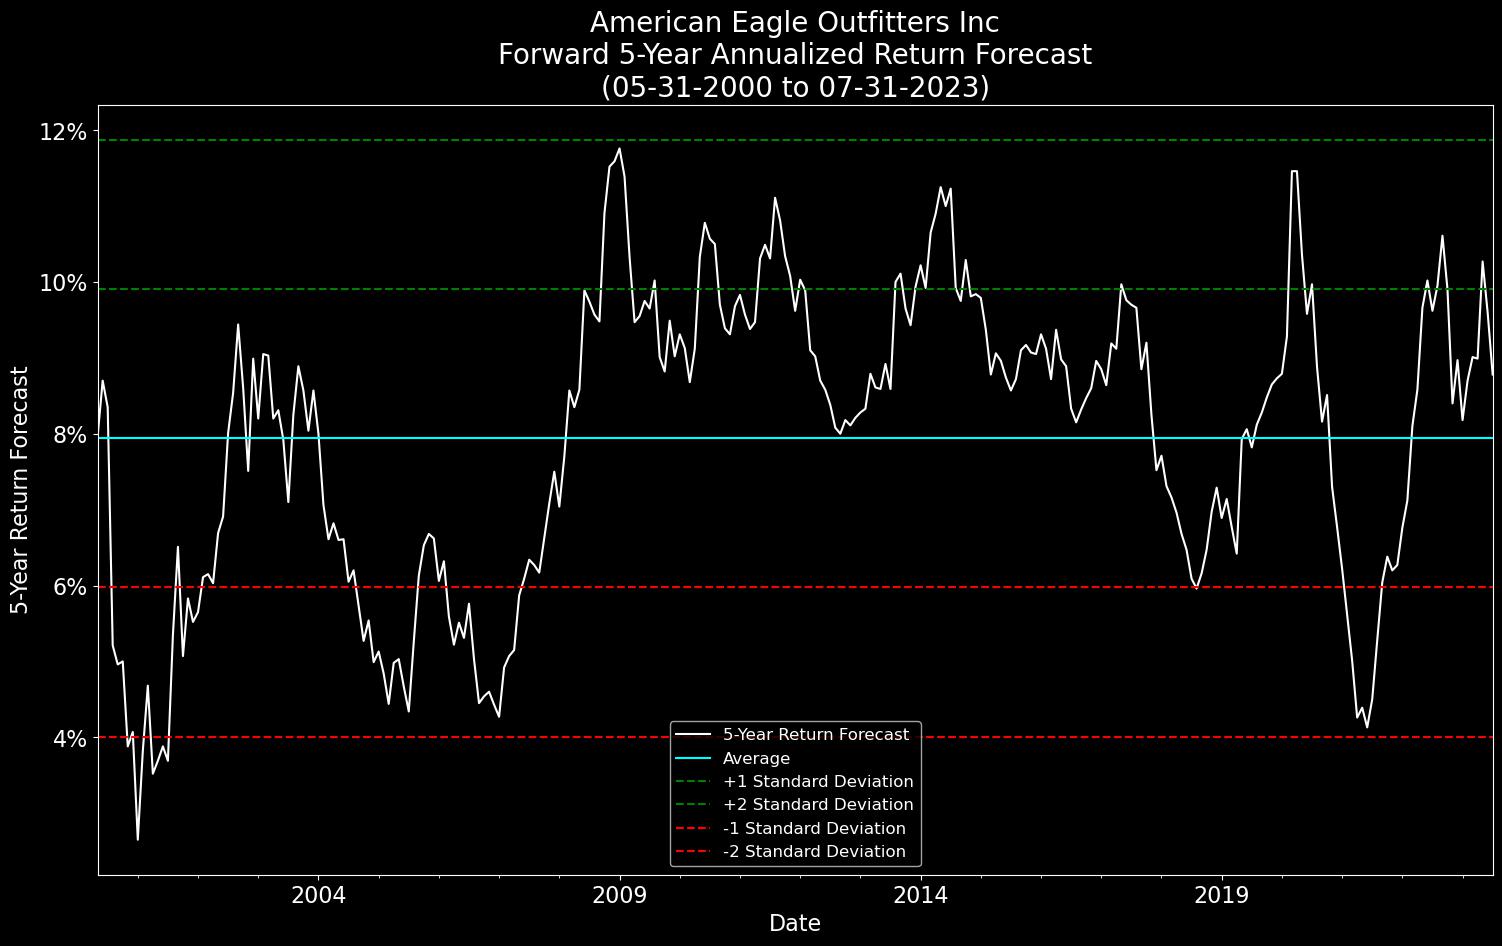 American Eagle Outfitters Inc
Forward 5-Year Annualized Return Forecast
(05-31-2000 to 07-31-2023)
12%
10%
8%
6%
4%
5-Year Return Forecast
5-Year Return Forecast
Average
+1 Standard Deviation
+2 Standard Deviation
-1 Standard Deviation
-2 Standard Deviation
2004 2009 2014 2019
Date